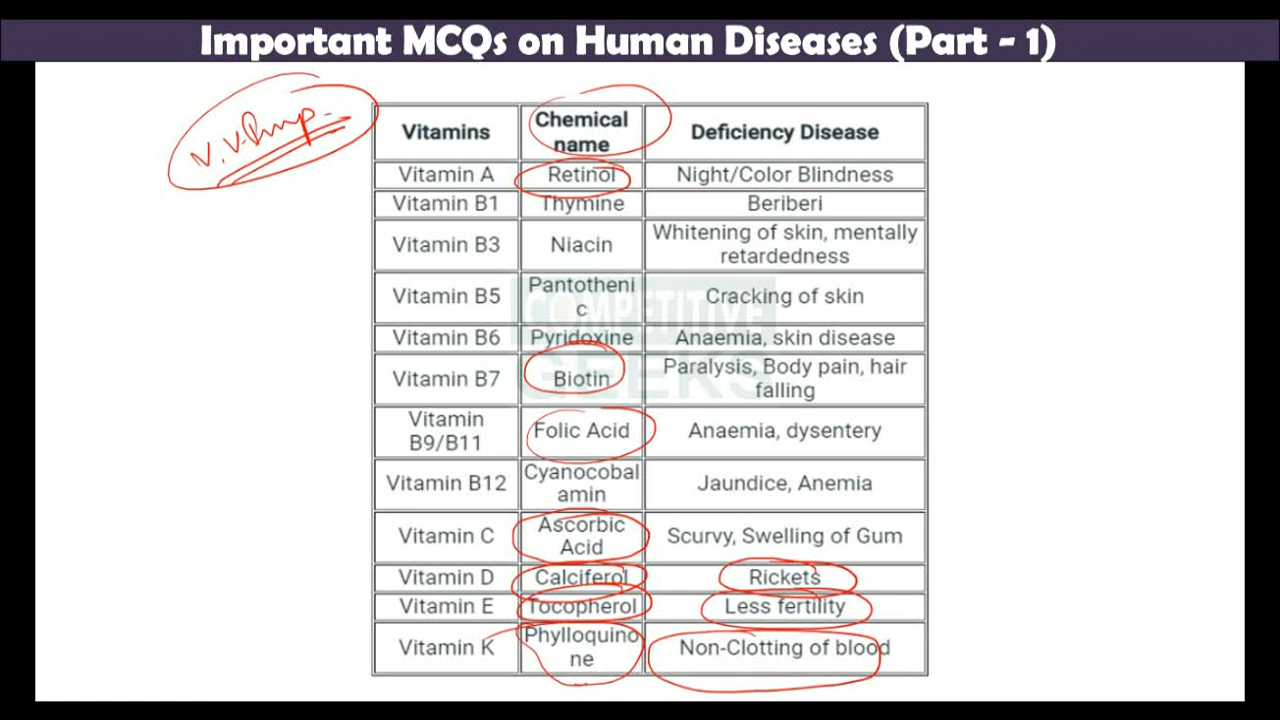 Important MCQs on Human Diseases (Part - 1)
V.V.Imp.
Vitamins Chemical name Deficiency Disease
Vitamin A Retinol Night/Color Blindness
Vitamin B1 Thymine Beriberi
Vitamin B3 Niacin Whitening of skin, mentally
retardedness
Vitamin B5 Pantotheni
c Cracking of skin
Vitamin B6 Pyridoxine Anaemia, skin disease
Vitamin B7 Biotin Paralysis, Body pain, hair
falling
Vitamin
B9/B11 Folic Acid Anaemia, dysentery
Vitamin B12 Cyanocobal
amin Jaundice, Anemia
Vitamin C Ascorbic
Acid Scurvy, Swelling of Gum
Vitamin D Calciferol Rickets
Vitamin E Tocopherol Less fertility
Vitamin K Phylloquino
ne Non-Clotting of blood
COMPETITIVE
GEEKS